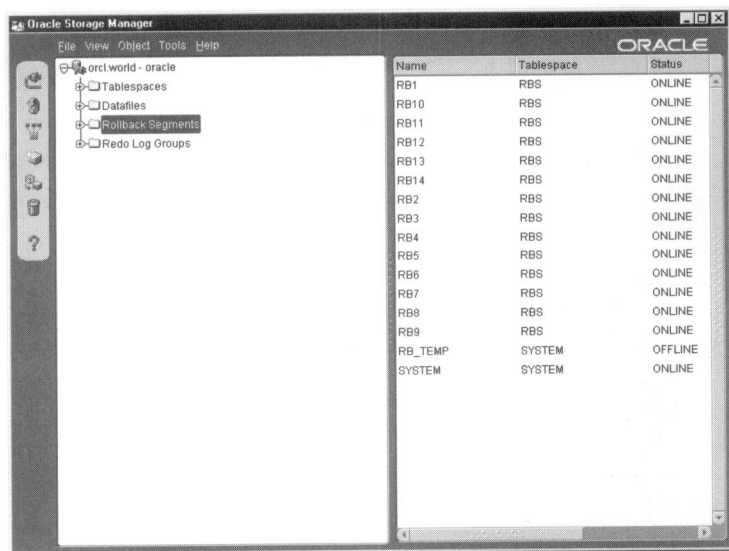 Oracle Storage Manager
File View Object Tools Help
ORACLE
orcl.world - oracle
Tablespaces
Datafiles
Rollback Segments
Redo Log Groups
?
Name Tablespace Status
RB1 RBS ONLINE
RB10 RBS ONLINE
RB11 RBS ONLINE
RB12 RBS ONLINE
RB13 RBS ONLINE
RB14 RBS ONLINE
RB2 RBS ONLINE
RB3 RBS ONLINE
RB4 RBS ONLINE
RB5 RBS ONLINE
RB6 RBS ONLINE
RB7 RBS ONLINE
RB8 RBS ONLINE
RB9 RBS ONLINE
RB_TEMP SYSTEM OFFLINE
SYSTEM SYSTEM ONLINE